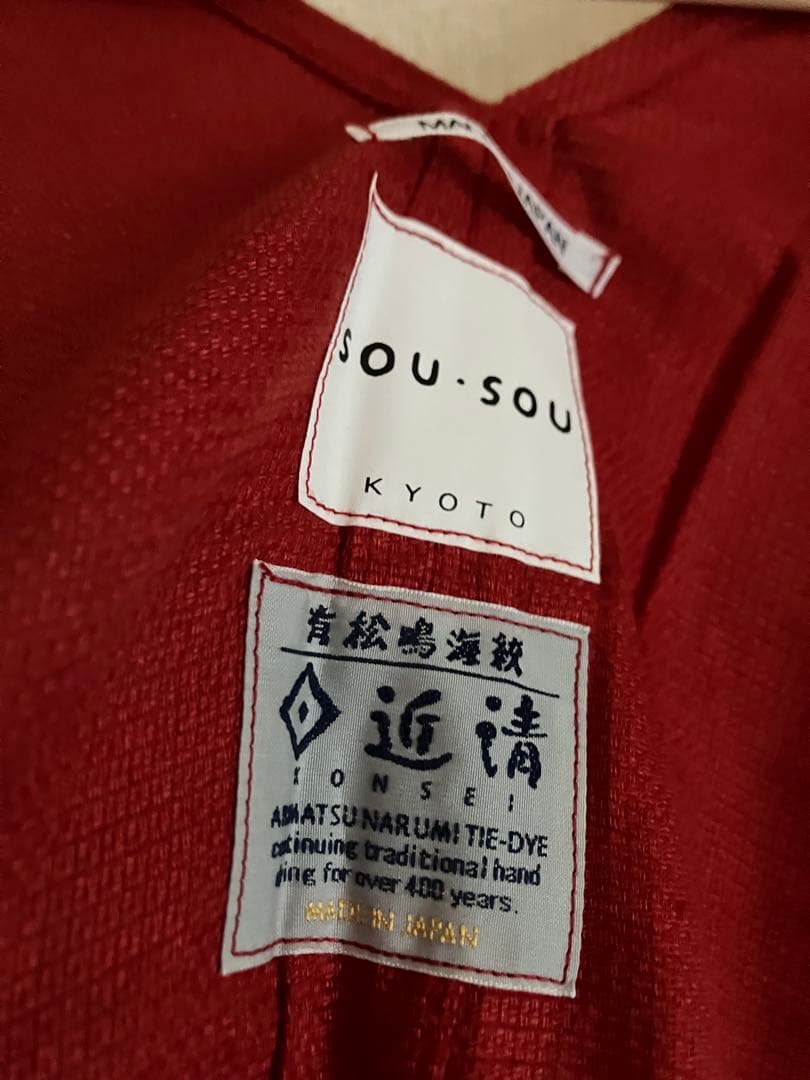 JAPAN
SOU・SOU
KYOTO
有松鳴海絞
近清
KONSEI
ARIMATSU NARUMI TIE-DYE
continuing traditional hand
for over 400 years.
MADE IN JAPAN